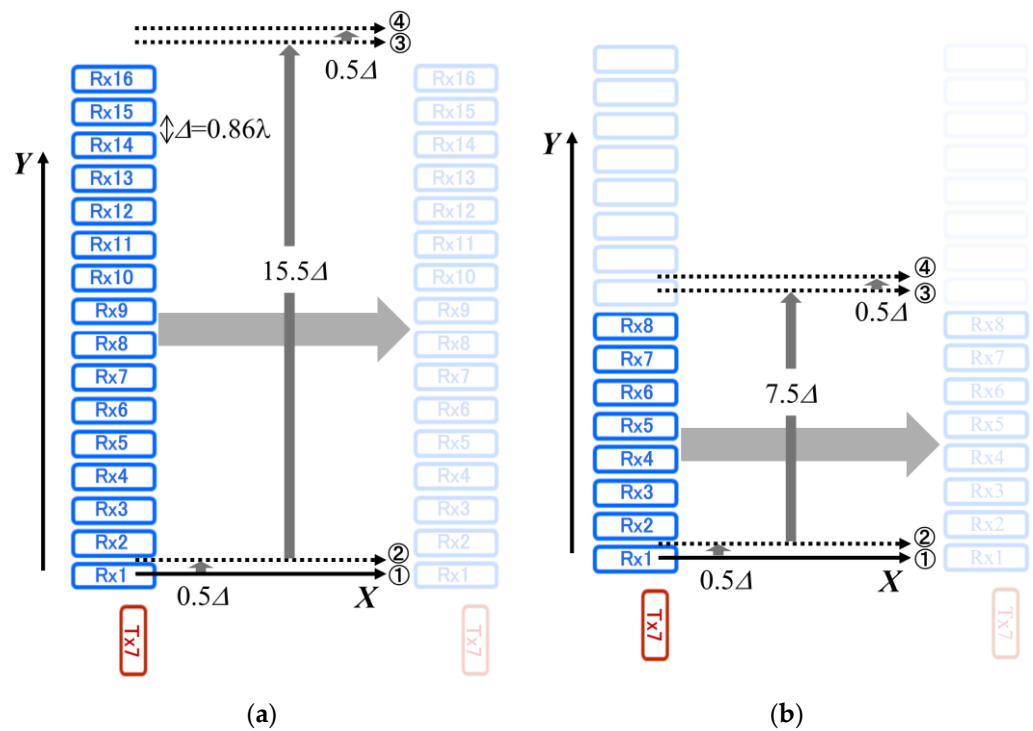 ④
③
0.5Δ
Rx16
Rx15
Δ=0.86λ
Rx14
Y
Rx13
Rx12
Rx11
Rx10
15.5Δ
Rx9
Rx8
Rx7
Rx6
Rx5
Rx4
Rx3
Rx2
②
Rx1
①
0.5Δ
X
Tx7
Rx16
Rx15
Rx14
Rx13
Rx12
Rx11
Rx10
Rx9
Rx8
Rx7
Rx6
Rx5
Rx4
Rx3
Rx2
Rx1
Tx7
(a)
Y
④
③
0.5Δ
Rx8
Rx7
Rx6
7.5Δ
Rx5
Rx4
Rx3
Rx2
②
Rx1
①
0.5Δ
X
Tx7
Rx8
Rx7
Rx6
Rx5
Rx4
Rx3
Rx2
Rx1
Tx7
(b)